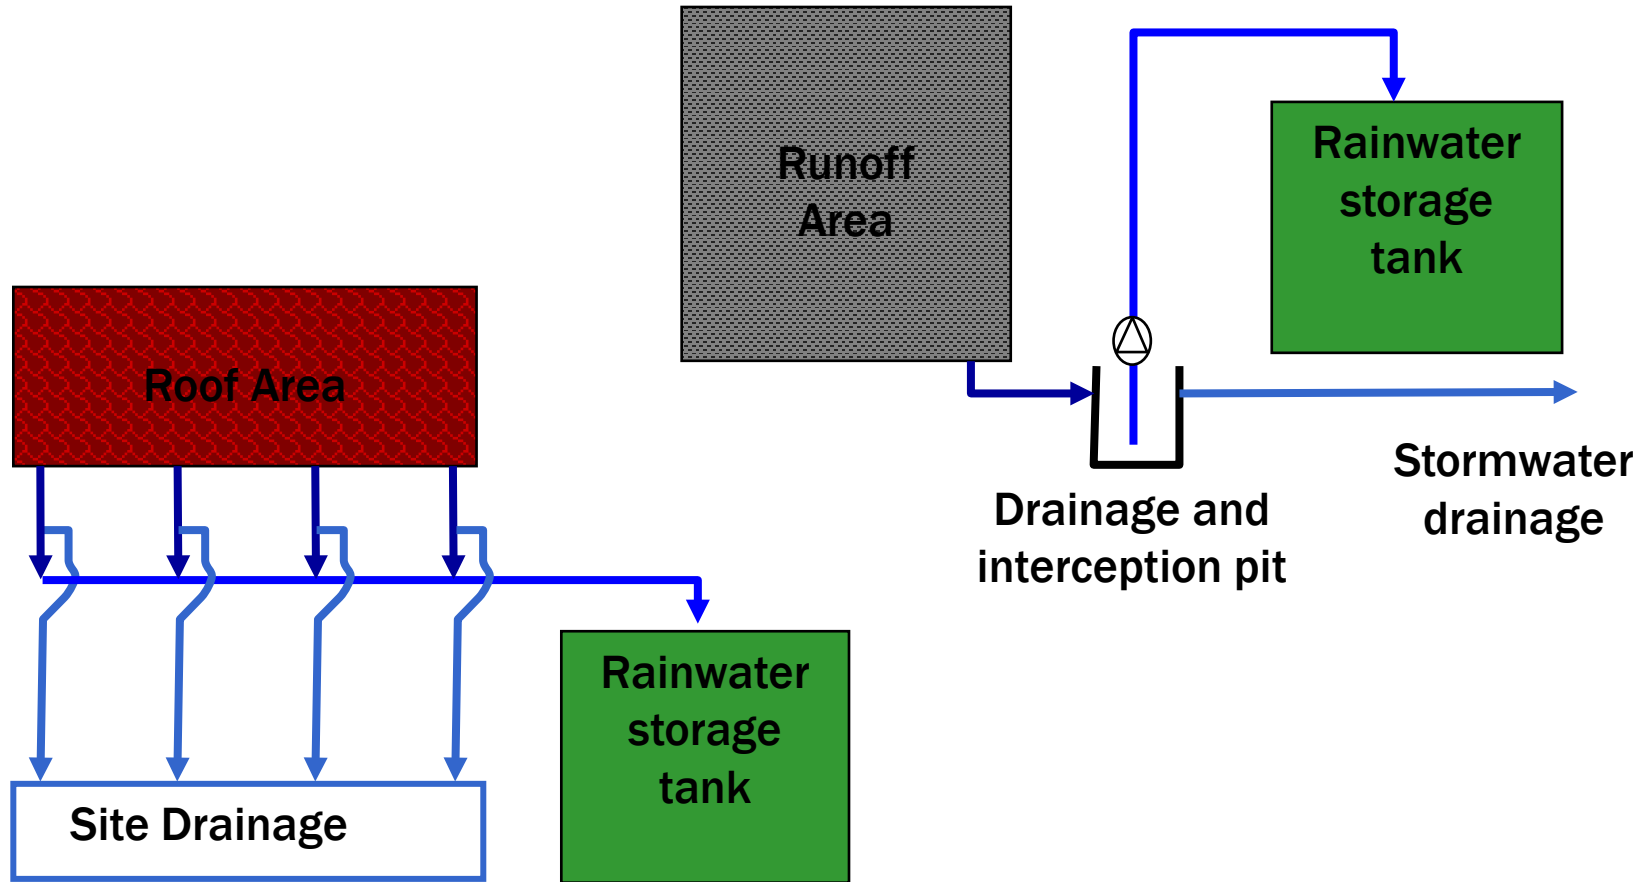 Runoff
Area
Rainwater
storage
tank
Roof Area
Stormwater
drainage
Drainage and
interception pit
Rainwater
storage
tank
Site Drainage